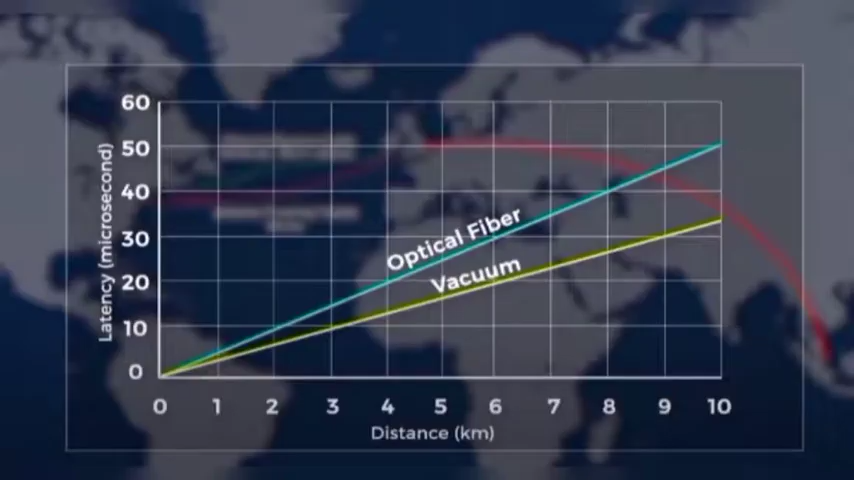 60
50
40
30
20
10
0
Latency (microsecond)
Optical Fiber
Vacuum
0 1 2 3 4 5 6 7 8 9 10
Distance (km)